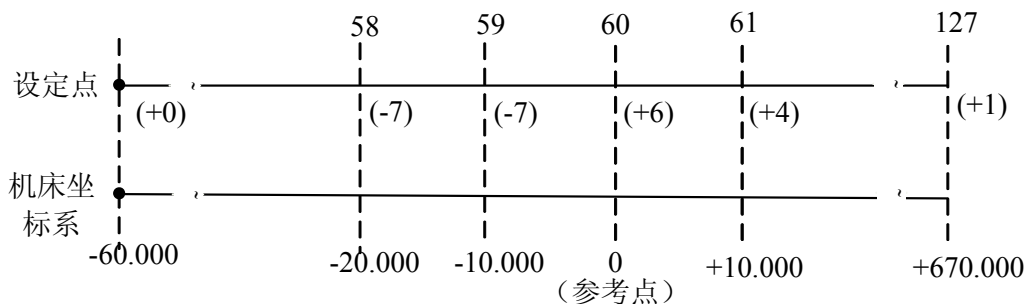 58 59 60 61 127
设定点
(+0) (-7) (-7) (+6) (+4) (+1)
机床坐
标系
-60.000 -20.000 -10.000 0 +10.000 +670.000
（参考点）